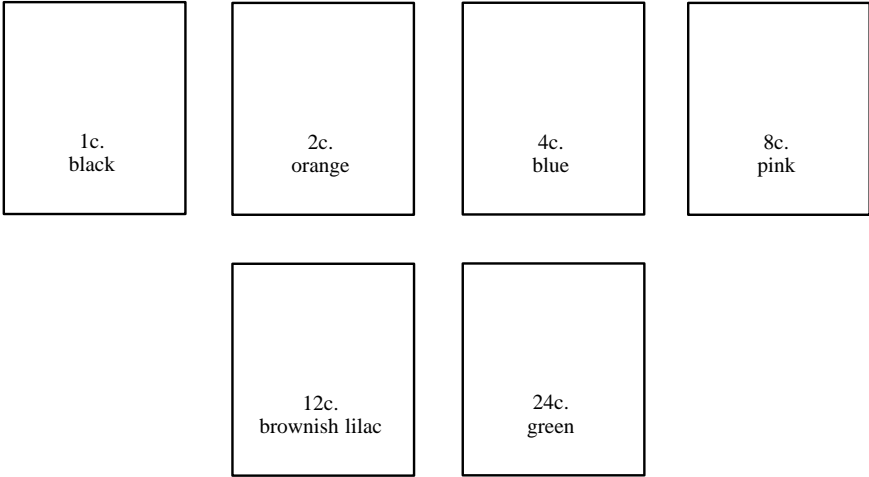 1c.
black
2c.
orange
4c.
blue
8c.
pink
12c.
brownish lilac
24c.
green